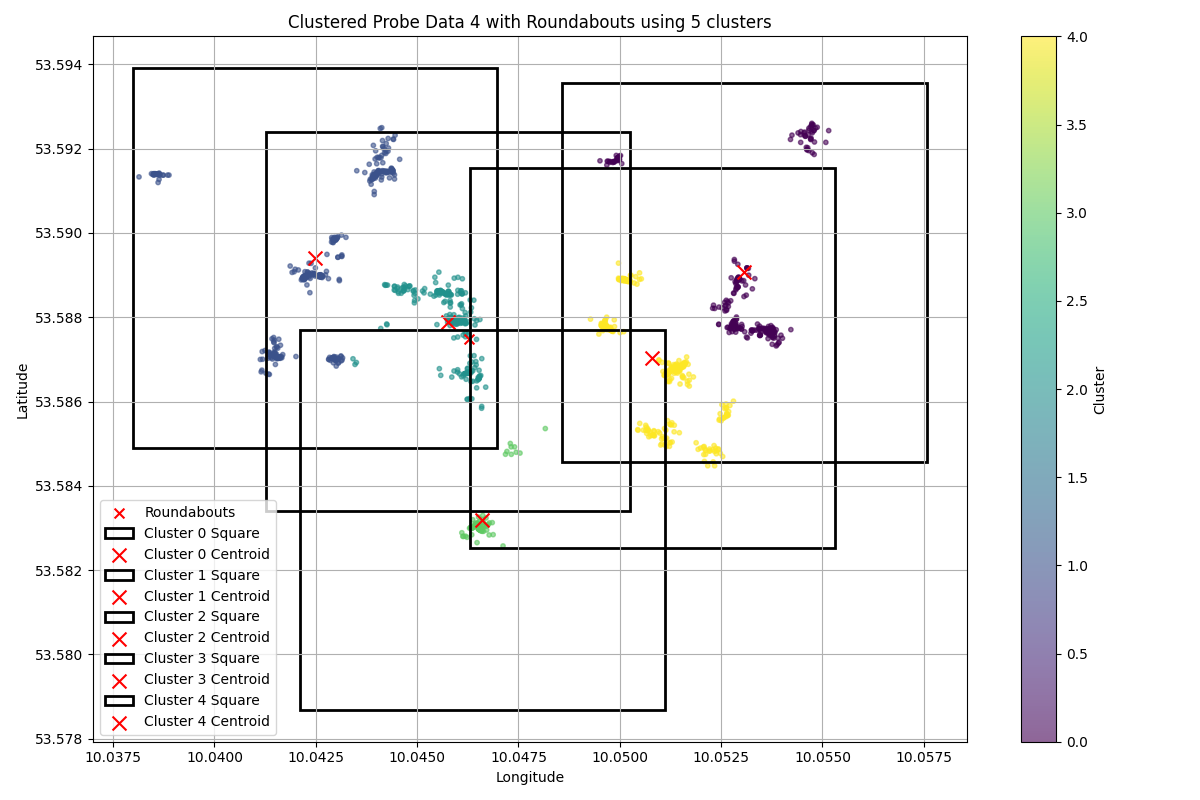 Clustered Probe Data 4 with Roundabouts using 5 clusters
Latitude
53.594
53.592
53.590
53.588
53.586
53.584
53.582
53.580
53.578
Roundabouts
Cluster 0 Square
Cluster 0 Centroid
Cluster 1 Square
Cluster 1 Centroid
Cluster 2 Square
Cluster 2 Centroid
Cluster 3 Square
Cluster 3 Centroid
Cluster 4 Square
Cluster 4 Centroid
10.0375 10.0400 10.0425 10.0450 10.0475 10.0500 10.0525 10.0550 10.0575
Longitude
4.0
3.5
3.0
2.5
2.0
1.5
1.0
0.5
0.0
Cluster